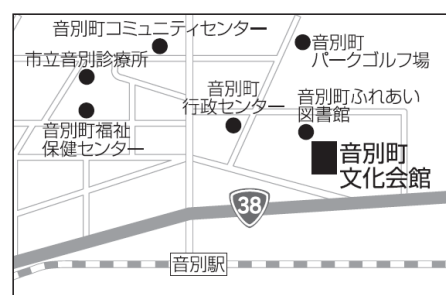 音別町コミュニティセンター
市立音別診療所
音別町
パークゴルフ場
音別町
行政センター
音別町ふれあい
図書館
音別町福祉
保健センター
音別町
文化会館
38
音別駅